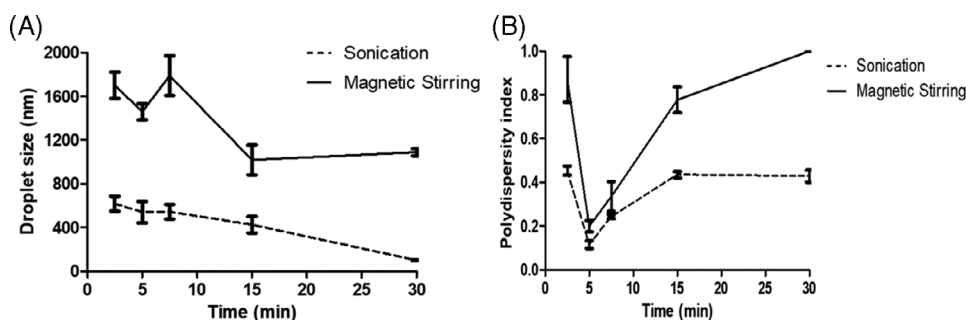 (A)
Sonication
Magnetic Stirring
Droplet size (nm)
2000
1600
1200
800
400
0
0 5 10 15 20 25 30
Time (min)
(B)
Sonication
Magnetic Stirring
Polydispersity index
1.0
0.8
0.6
0.4
0.2
0.0
0 5 10 15 20 25 30
Time (min)